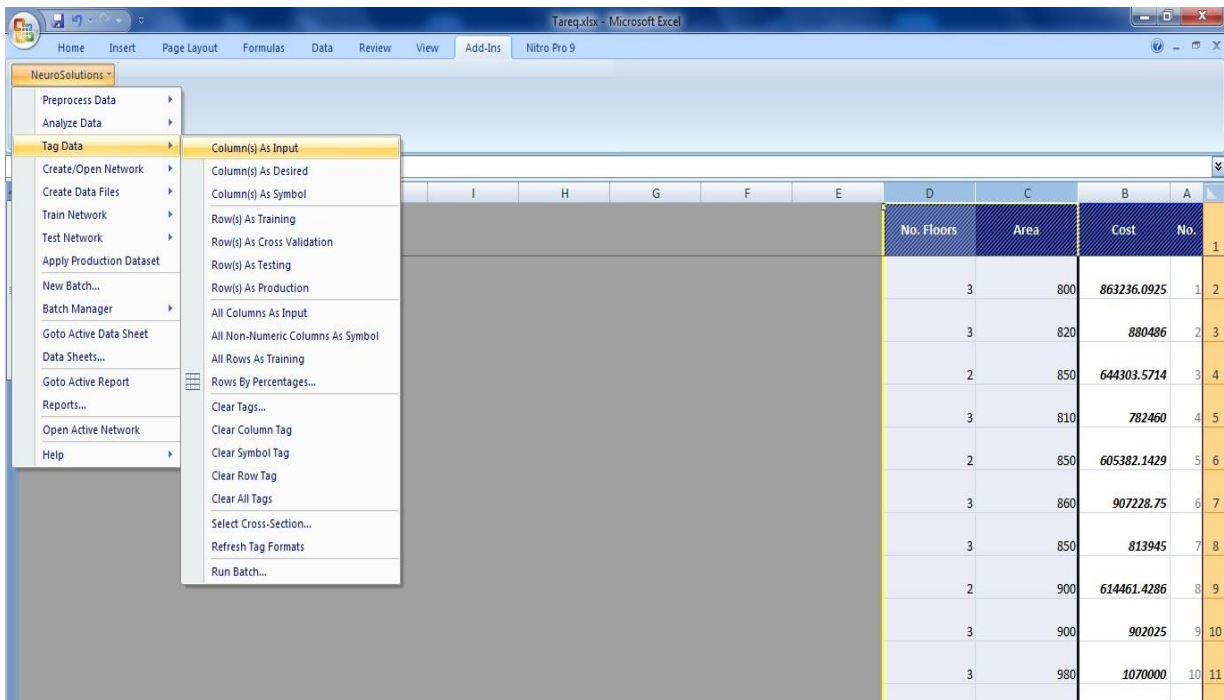 Tareq.xlsx - Microsoft Excel
Home Insert Page Layout Formulas Data Review View Add-Ins Nitro Pro 9
NeuroSolutions
Preprocess Data
Analyze Data
Tag Data
Create/Open Network
Create Data Files
Train Network
Test Network
Apply Production Dataset
New Batch...
Batch Manager
Goto Active Data Sheet
Data Sheets...
Goto Active Report
Reports...
Open Active Network
Help
Column(s) As Input
Column(s) As Desired
Column(s) As Symbol
Row(s) As Training
Row(s) As Cross Validation
Row(s) As Testing
Row(s) As Production
All Columns As Input
All Non-Numeric Columns As Symbol
All Rows As Training
Rows By Percentages...
Clear Tags...
Clear Column Tag
Clear Symbol Tag
Clear Row Tag
Clear All Tags
Select Cross-Section...
Refresh Tag Formats
Run Batch...
I H G F E D C B A
No. Floors Area Cost No. 1
3 800 863236.0925 1 2
3 820 880486 2 3
2 850 644303.5714 3 4
3 810 782460 4 5
2 850 605382.1429 5 6
3 860 907228.75 6 7
3 850 813945 7 8
2 900 614461.4286 8 9
3 900 902025 9 10
3 980 1070000 10 11